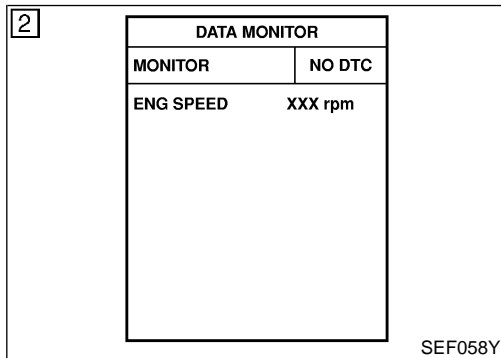 2
DATA MONITOR
MONITOR NO DTC
ENG SPEED XXX rpm
SEF058Y